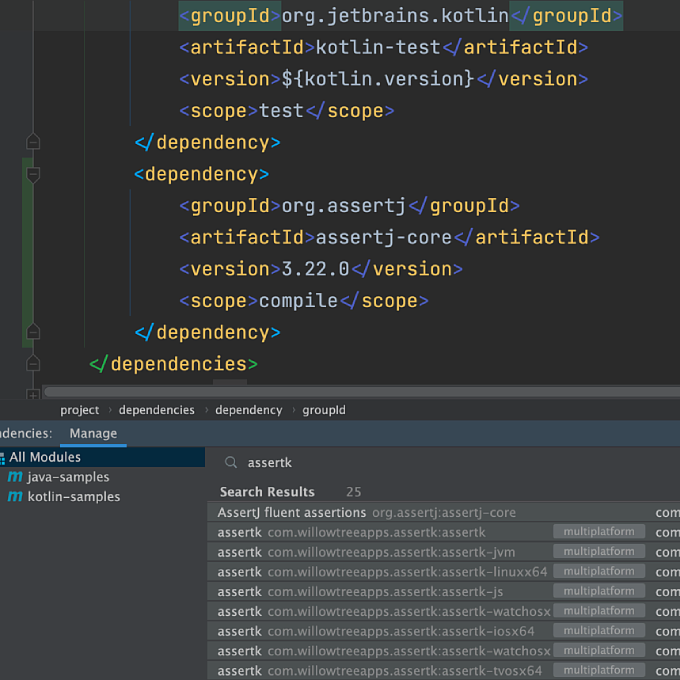 <groupId>org.jetbrains.kotlin</groupId>
<artifactId>kotlin-test</artifactId>
<version>${kotlin.version}</version>
<scope>test</scope>
</dependency>
<dependency>
<groupId>org.assertj</groupId>
<artifactId>assertj-core</artifactId>
<version>3.22.0</version>
<scope>compile</scope>
</dependency>
</dependencies>
project › dependencies › dependency › groupId
ndencies: Manage
All Modules
m java-samples
m kotlin-samples
assertk
Search Results 25
AssertJ fluent assertions org.assertj:assertj-core com
assertk com.willowtreeapps.assertk:assertk multiplatform com
assertk com.willowtreeapps.assertk:assertk-jvm multiplatform com
assertk com.willowtreeapps.assertk:assertk-linuxx64 multiplatform com
assertk com.willowtreeapps.assertk:assertk-js multiplatform com
assertk com.willowtreeapps.assertk:assertk-watchosx multiplatform com
assertk com.willowtreeapps.assertk:assertk-iosx64 multiplatform com
assertk com.willowtreeapps.assertk:assertk-watchosx multiplatform com
assertk com.willowtreeapps.assertk:assertk-tvosx64 multiplatform com